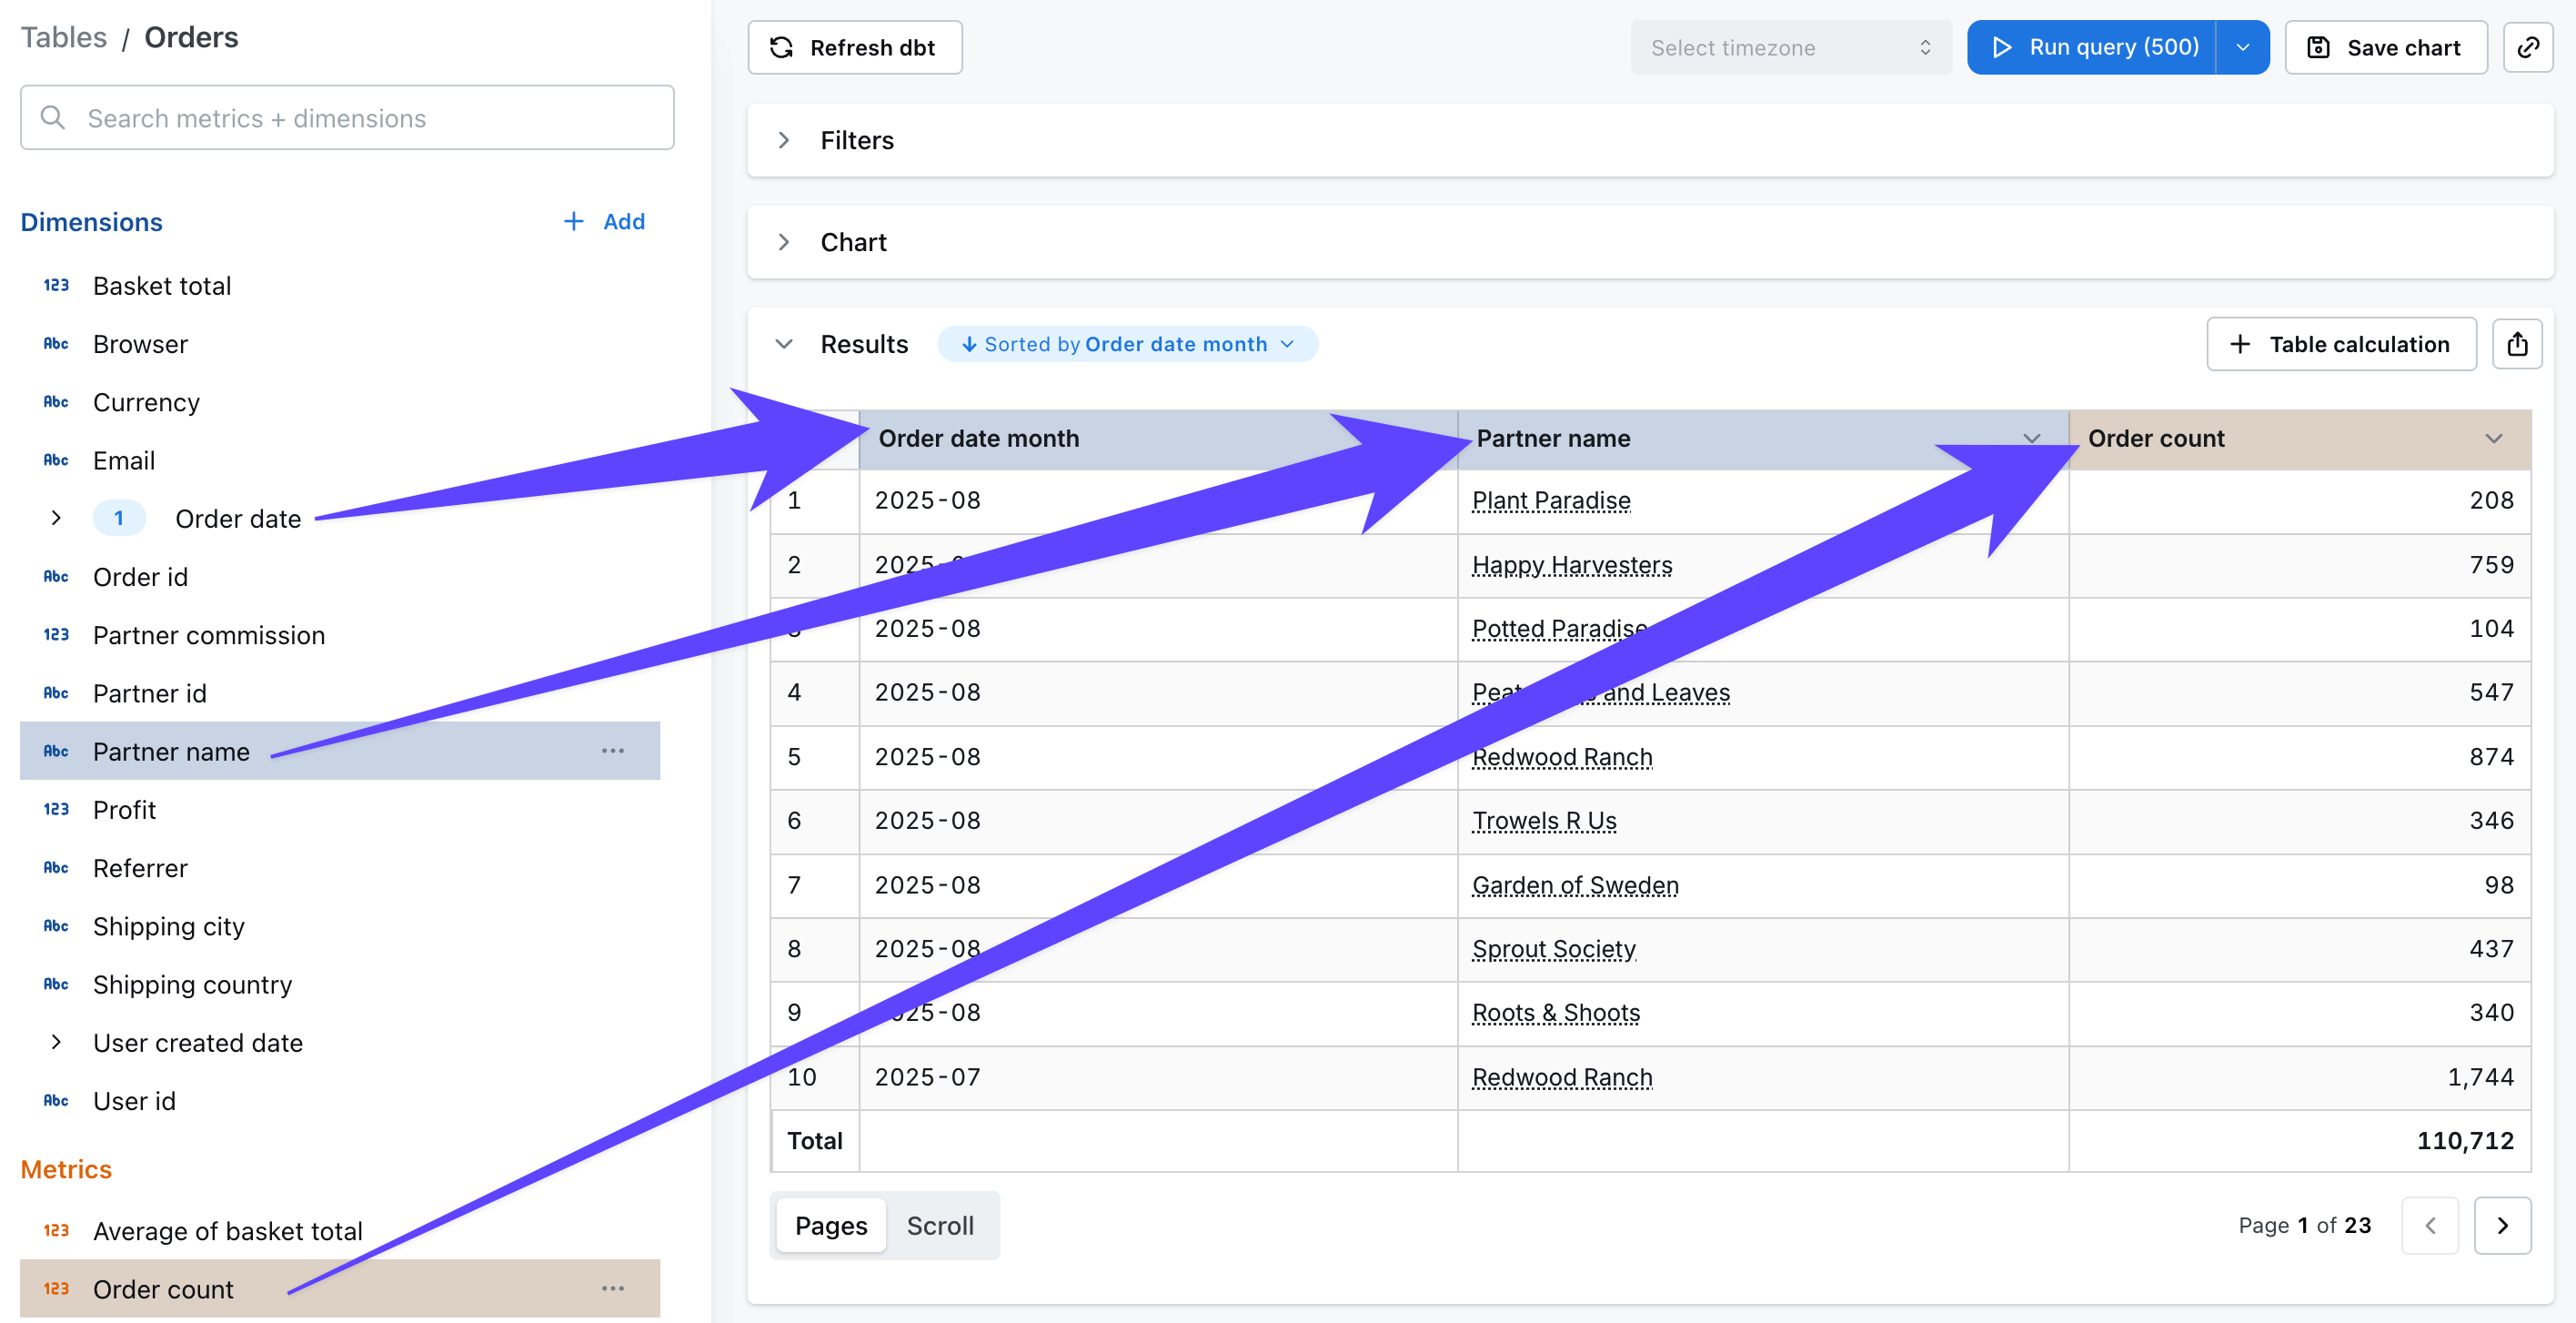 Tables / Orders
Search metrics + dimensions
Dimensions
Add
123 Basket total
Abc Browser
Abc Currency
Abc Email
1 Order date
Abc Order id
123 Partner commission
Abc Partner id
Abc Partner name
123 Profit
Abc Referrer
Abc Shipping city
Abc Shipping country
User created date
Abc User id
Metrics
123 Average of basket total
123 Order count
Refresh dbt
Select timezone
Run query (500)
Save chart
Filters
Chart
Results
Sorted by Order date month
Table calculation
Order date month Partner name Order count
1 2025-08 Plant Paradise 208
2 2025- Happy Harvesters 759
2025-08 Potted Paradise 104
4 2025-08 and Leaves 547
5 2025-08 Redwood Ranch 874
6 2025-08 Trowels R Us 346
7 2025-08 Garden of Sweden 98
8 2025-08 Sprout Society 437
9 25-08 Roots & Shoots 340
10 2025-07 Redwood Ranch 1,744
Total 110,712
Pages Scroll
Page 1 of 23